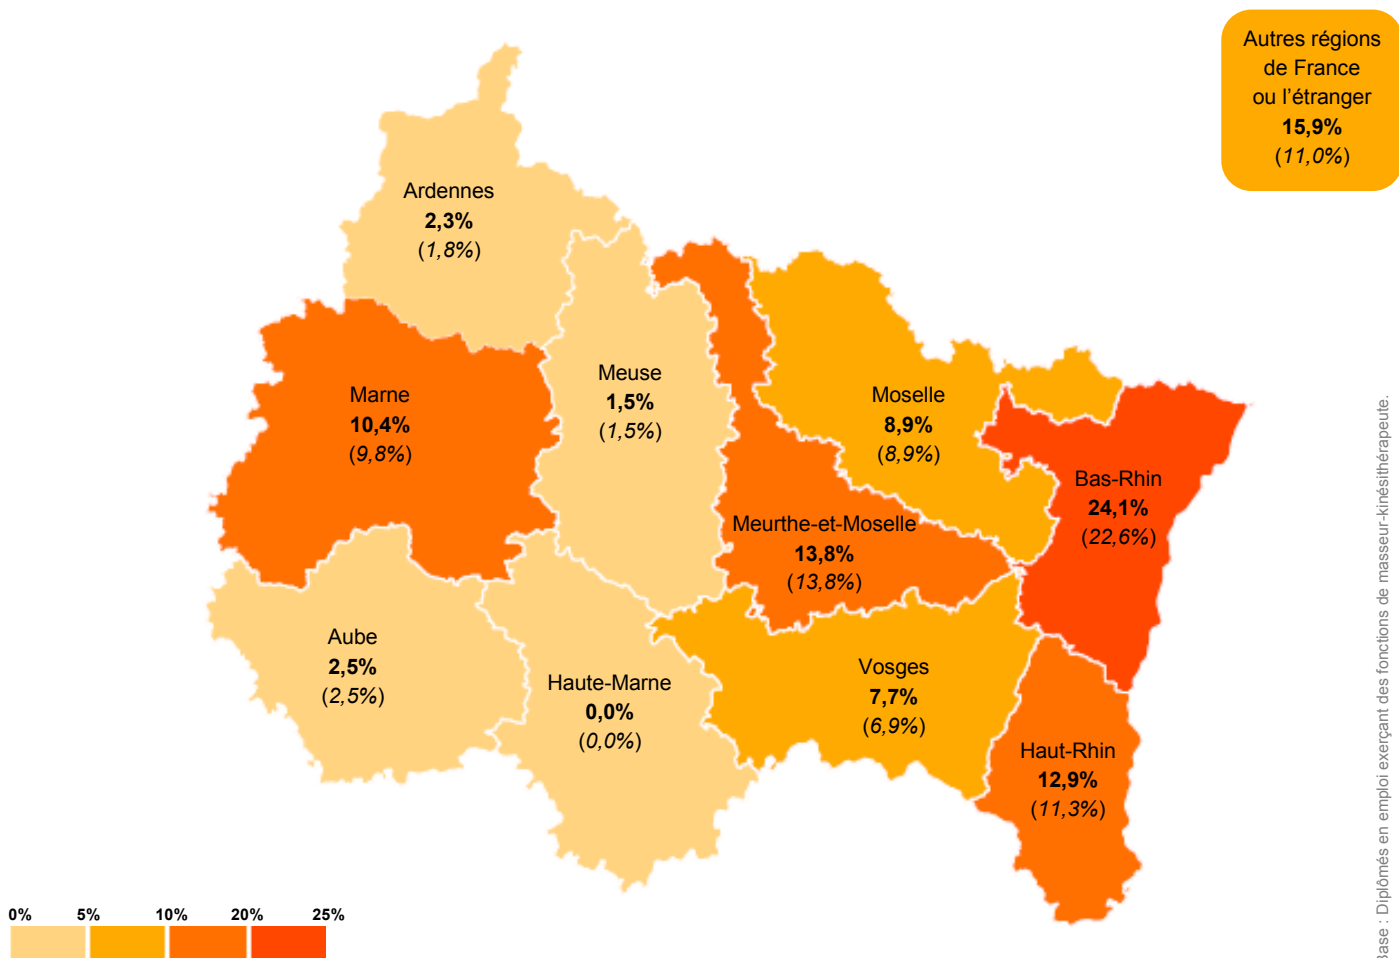 Autres régions
de France
ou l'étranger
15,9%
(11,0%)
Ardennes
2,3%
(1,8%)
Marne
10,4%
(9,8%)
Meuse
1,5%
(1,5%)
Moselle
8,9%
(8,9%)
Bas-Rhin
24,1%
(22,6%)
Meurthe-et-Moselle
13,8%
(13,8%)
Aube
2,5%
(2,5%)
Haute-Marne
0,0%
(0,0%)
Vosges
7,7%
(6,9%)
Haut-Rhin
12,9%
(11,3%)
0% 5% 10% 20% 25%
Base : Diplômés en emploi exerçant des fonctions de masseur-kinésithérapeute.